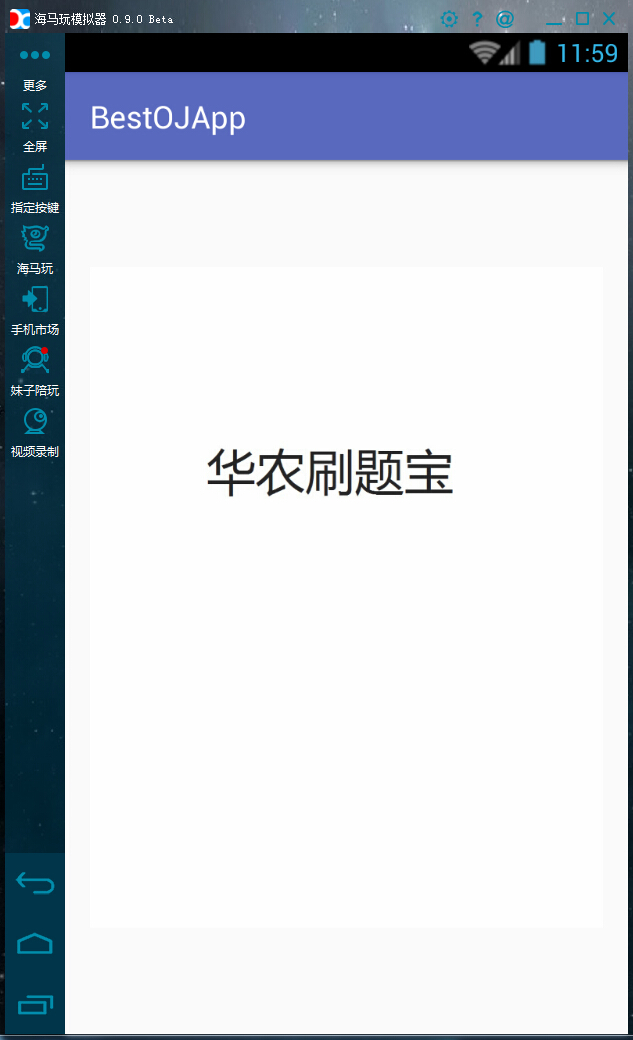 海马玩模拟器 0.9.0 Beta
更多
全屏
指定按键
海马玩
手机市场
妹子陪玩
视频录制
11:59
BestOJApp
华农刷题宝